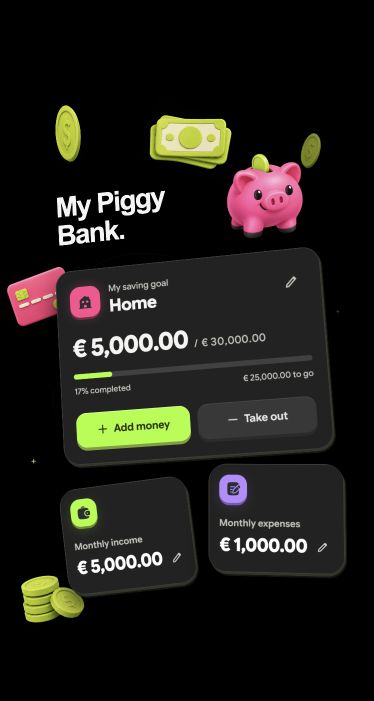 My Piggy
Bank.
My saving goal
Home
€ 5,000.00 / € 30,000.00
17% completed
€ 25,000.00 to go
+ Add money
− Take out
Monthly income
€ 5,000.00
Monthly expenses
€ 1,000.00